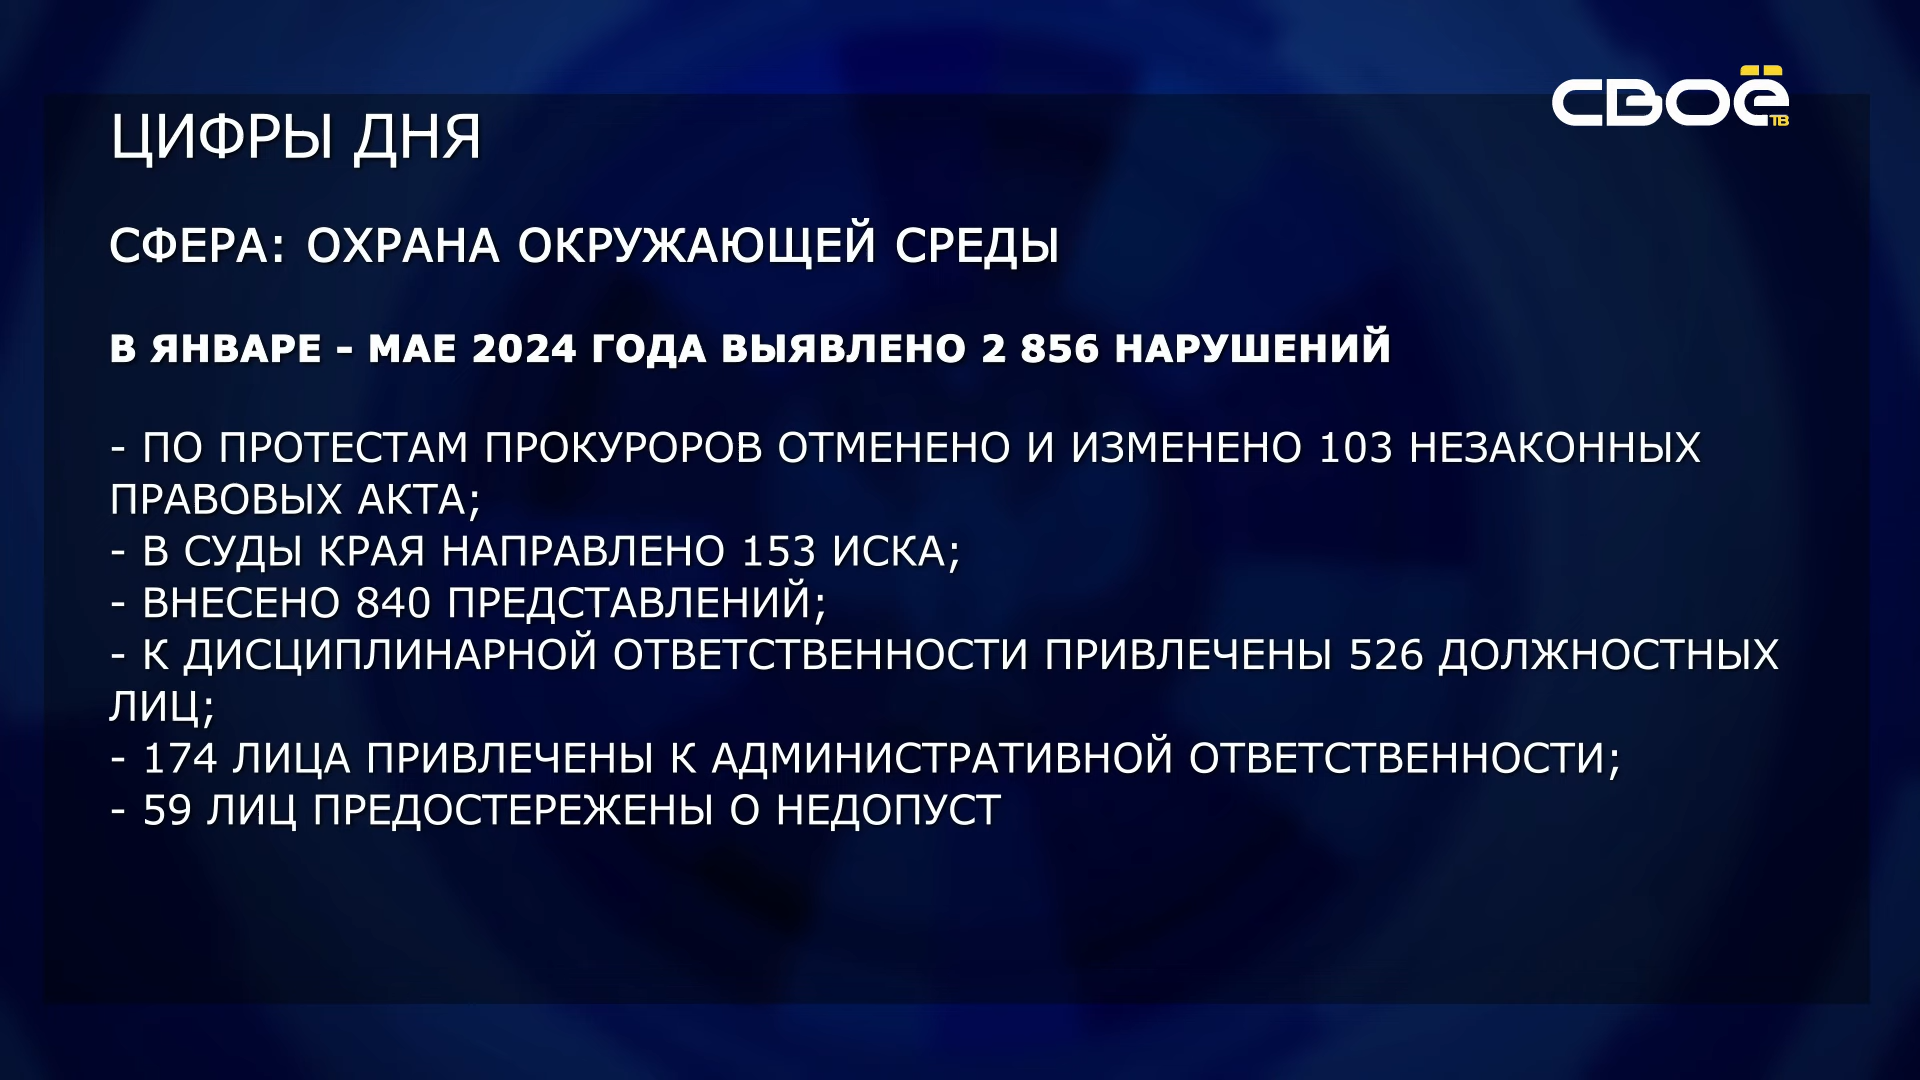 СВОЁ
ТВ
ЦИФРЫ ДНЯ
СФЕРА: ОХРАНА ОКРУЖАЮЩЕЙ СРЕДЫ
В ЯНВАРЕ - МАЕ 2024 ГОДА ВЫЯВЛЕНО 2 856 НАРУШЕНИЙ
- ПО ПРОТЕСТАМ ПРОКУРОРОВ ОТМЕНЕНО И ИЗМЕНЕНО 103 НЕЗАКОННЫХ
ПРАВОВЫХ АКТА;
- В СУДЫ КРАЯ НАПРАВЛЕНО 153 ИСКА;
- ВНЕСЕНО 840 ПРЕДСТАВЛЕНИЙ;
- К ДИСЦИПЛИНАРНОЙ ОТВЕТСТВЕННОСТИ ПРИВЛЕЧЕНЫ 526 ДОЛЖНОСТНЫХ
ЛИЦ;
- 174 ЛИЦА ПРИВЛЕЧЕНЫ К АДМИНИСТРАТИВНОЙ ОТВЕТСТВЕННОСТИ;
- 59 ЛИЦ ПРЕДОСТЕРЕЖЕНЫ О НЕДОПУСТ